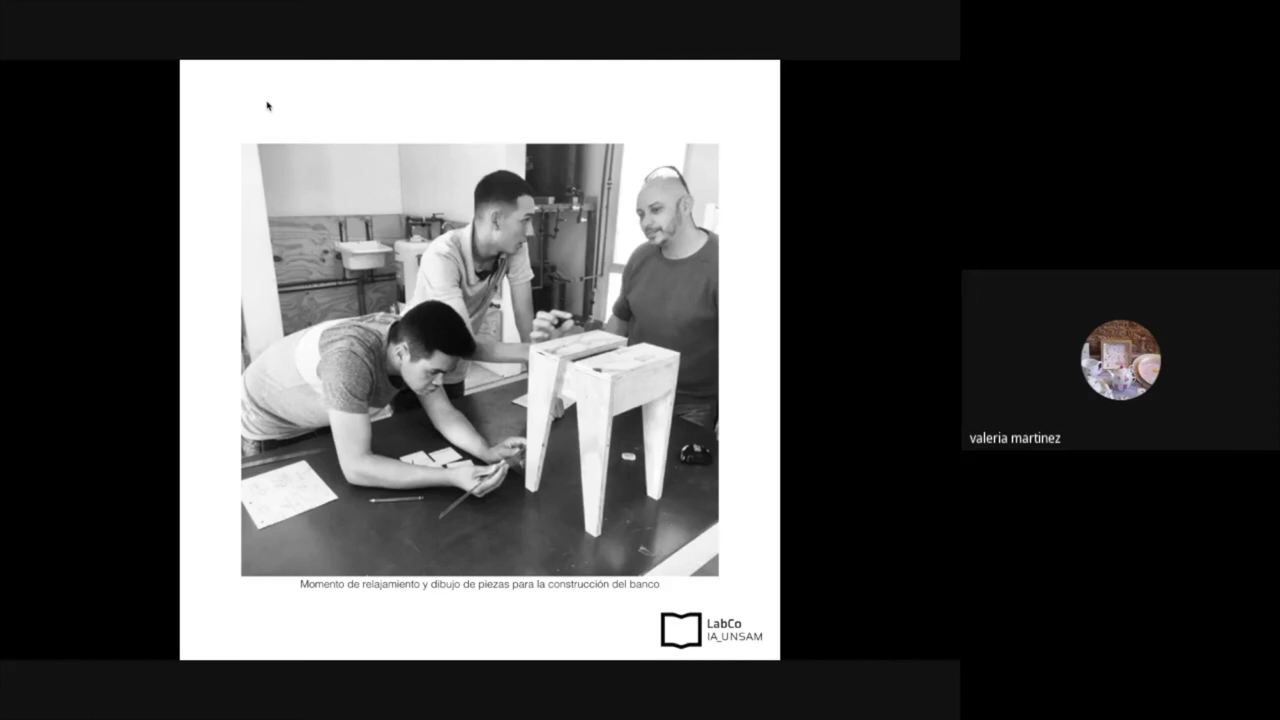 Momento de relajamiento y dibujo de piezas para la construcción del banco
LabCo
IA_UNSAM
valeria martinez